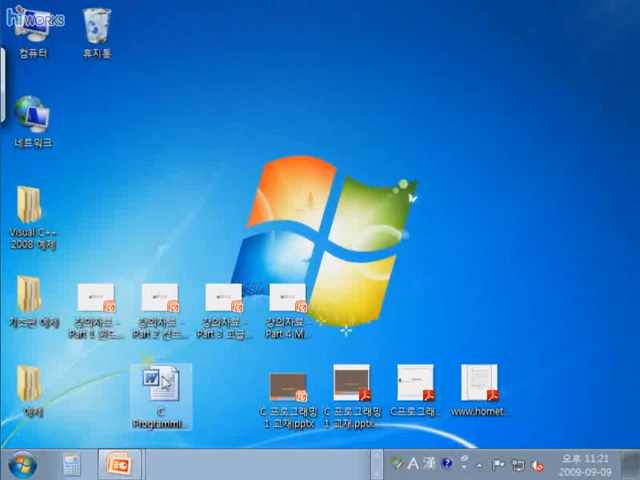 hiworks
컴퓨터
휴지통
네트워크
Visual C++
2008 예제
기초편 예제
강의자료 -
Part 1 윈도...
강의자료 -
Part 2 컨트...
강의자료 -
Part 3 고급...
강의자료 -
Part 4 M...
예제
C
Programmi...
C 프로그래밍
1 교재.pptx
C 프로그래밍
1 교재.pptx...
C프로그래...
www.homet...
A 漢
오후 11:21
2009-09-09